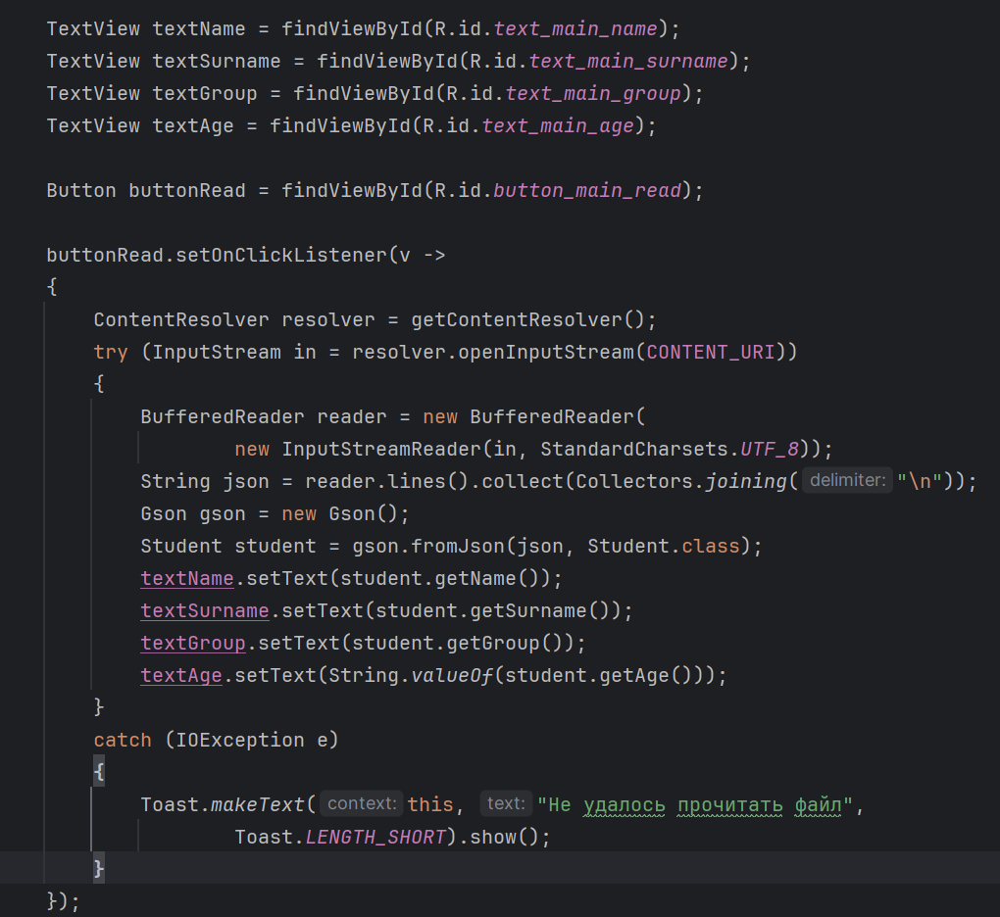 TextView textName = findViewById(R.id.text_main_name);
TextView textSurname = findViewById(R.id.text_main_surname);
TextView textGroup = findViewById(R.id.text_main_group);
TextView textAge = findViewById(R.id.text_main_age);
Button buttonRead = findViewById(R.id.button_main_read);
buttonRead.setOnClickListener(v ->
{
ContentResolver resolver = getContentResolver();
try (InputStream in = resolver.openInputStream(CONTENT_URI))
{
BufferedReader reader = new BufferedReader(
new InputStreamReader(in, StandardCharsets.UTF_8));
String json = reader.lines().collect(Collectors.joining( delimiter: "\n"));
Gson gson = new Gson();
Student student = gson.fromJson(json, Student.class);
textName.setText(student.getName());
textSurname.setText(student.getSurname());
textGroup.setText(student.getGroup());
textAge.setText(String.valueOf(student.getAge()));
}
catch (IOException e)
{
Toast.makeText( context: this, text: "Не удалось прочитать файл",
Toast.LENGTH_SHORT).show();
}
});